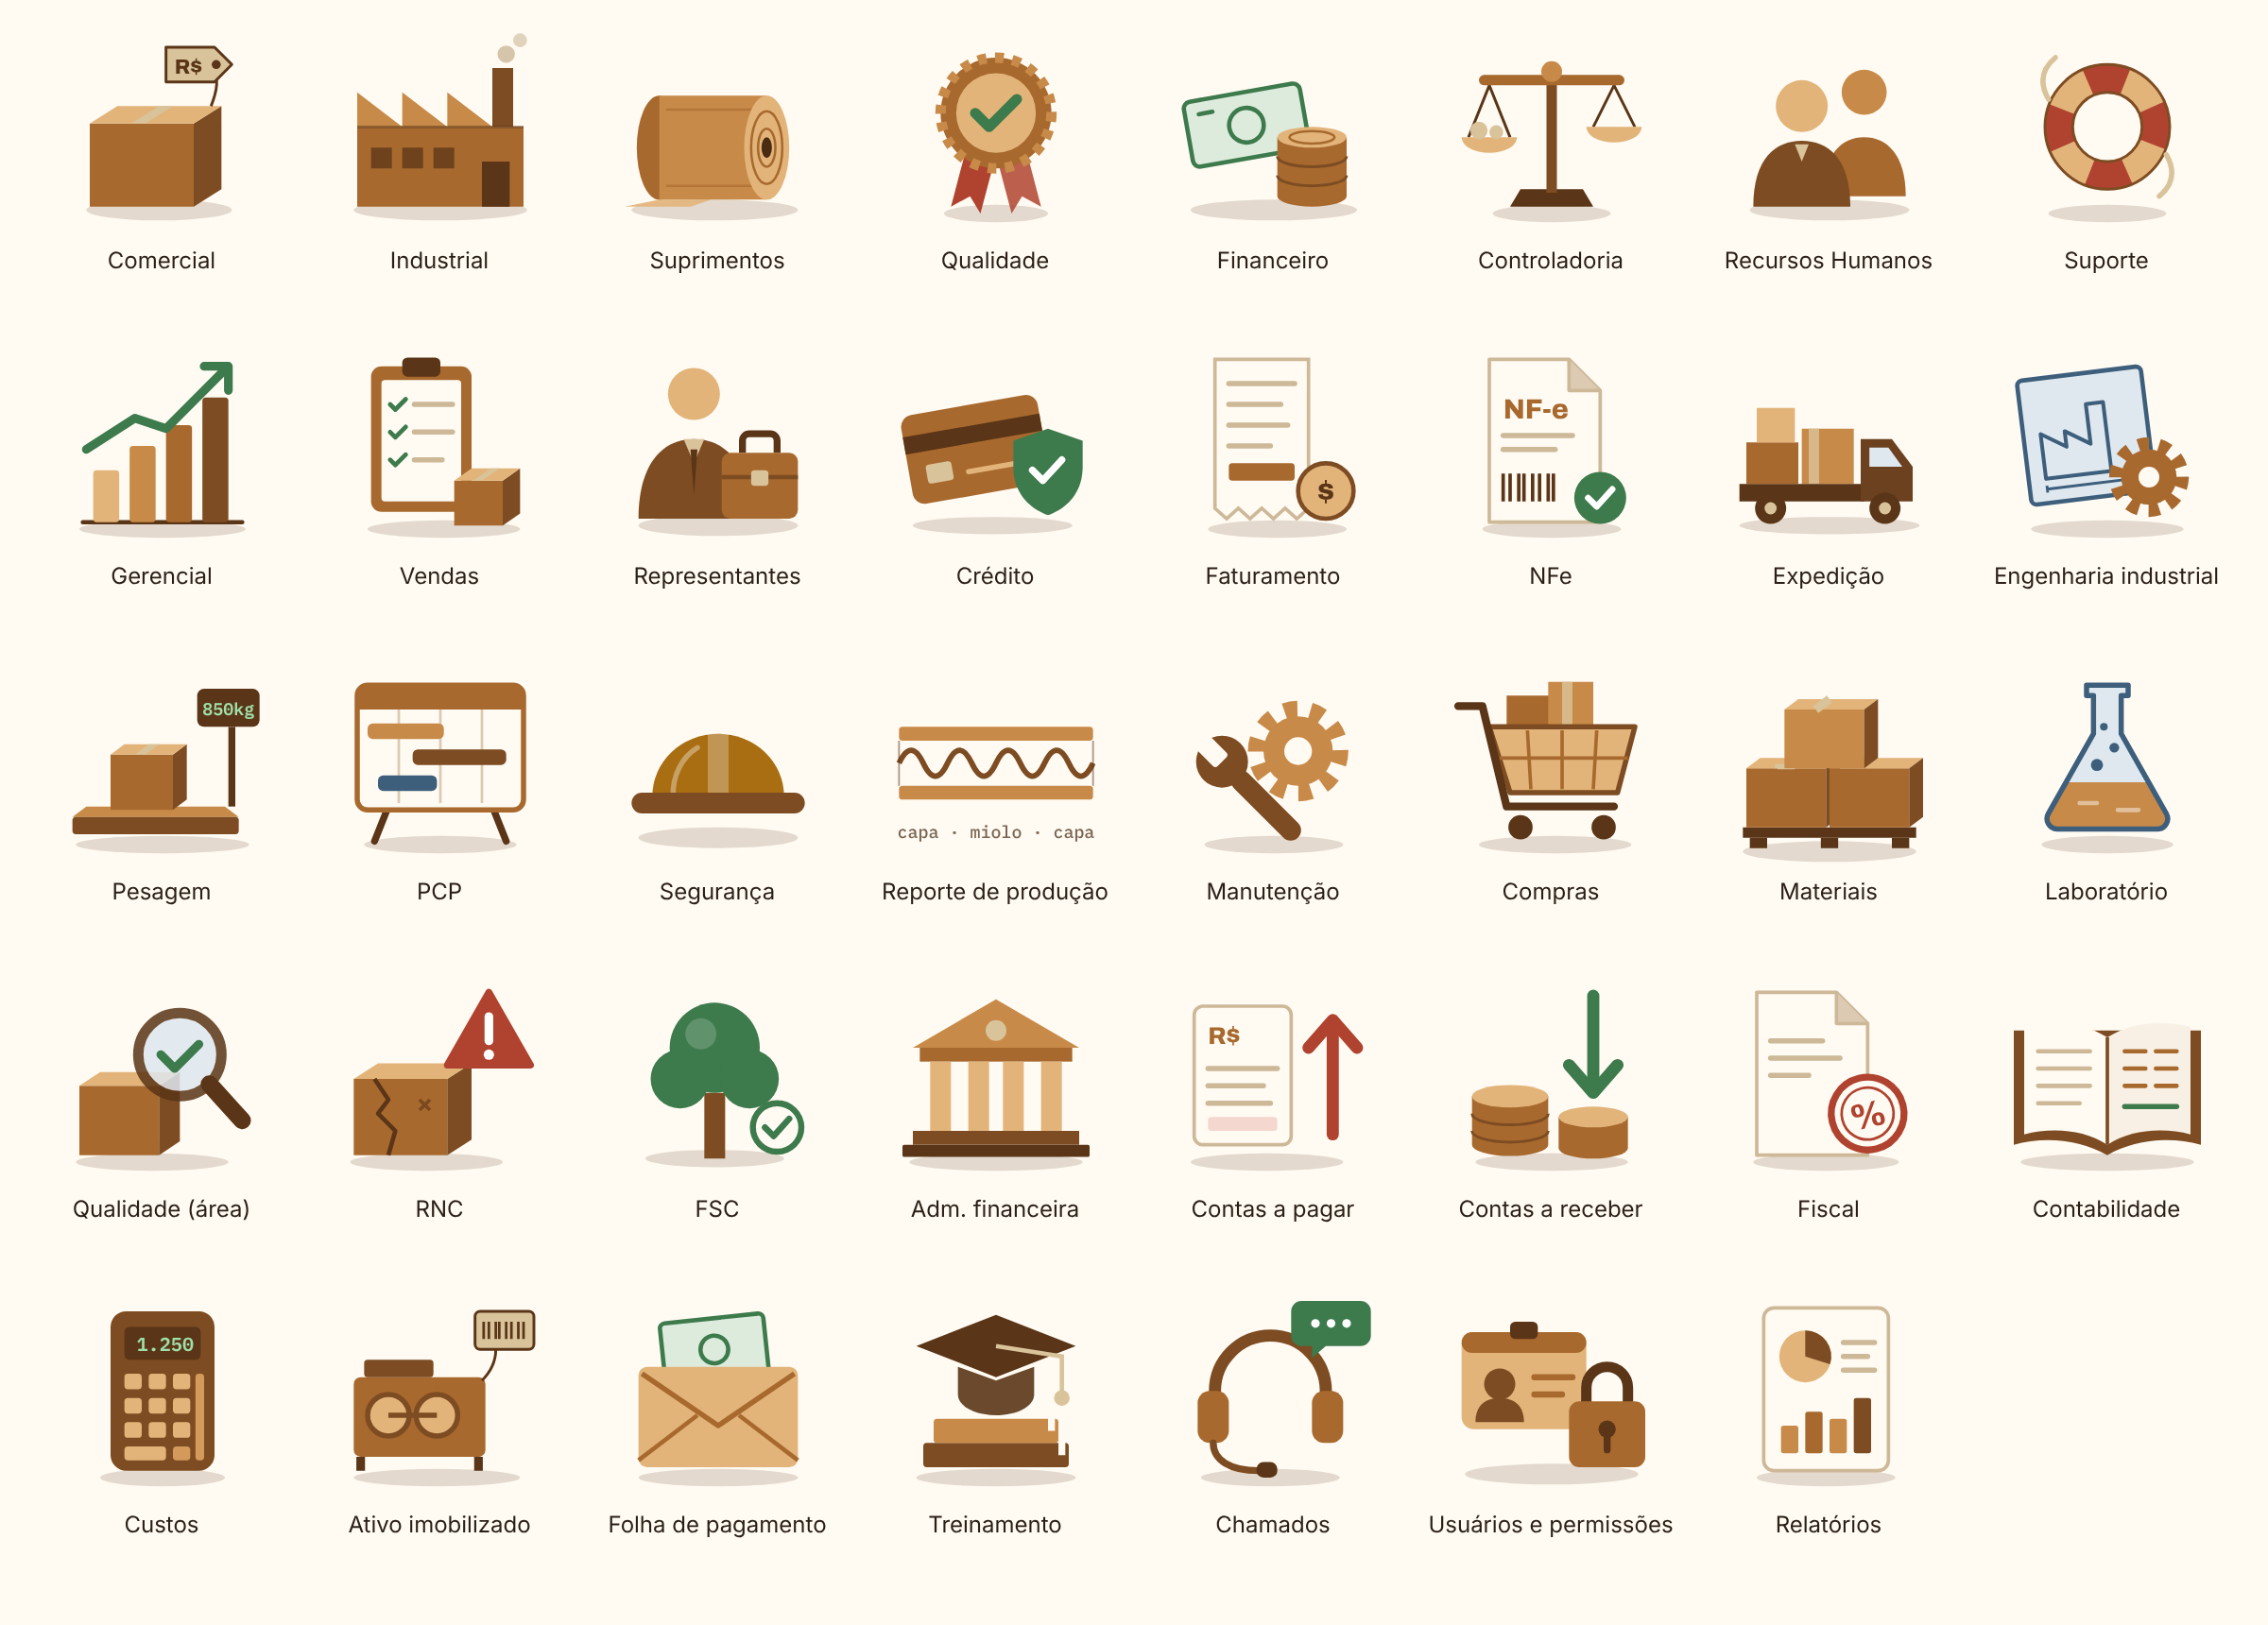 R$
Comercial
Industrial
Suprimentos
Qualidade
Financeiro
Controladoria
Recursos Humanos
Suporte
Gerencial
Vendas
Representantes
Crédito
$
Faturamento
NF-e
NFe
Expedição
Engenharia industrial
850kg
Pesagem
PCP
Segurança
capa · miolo · capa
Reporte de produção
Manutenção
Compras
Materiais
Laboratório
Qualidade (área)
RNC
FSC
Adm. financeira
R$
Contas a pagar
Contas a receber
%
Fiscal
Contabilidade
1.250
Custos
Ativo imobilizado
Folha de pagamento
Treinamento
Chamados
Usuários e permissões
Relatórios